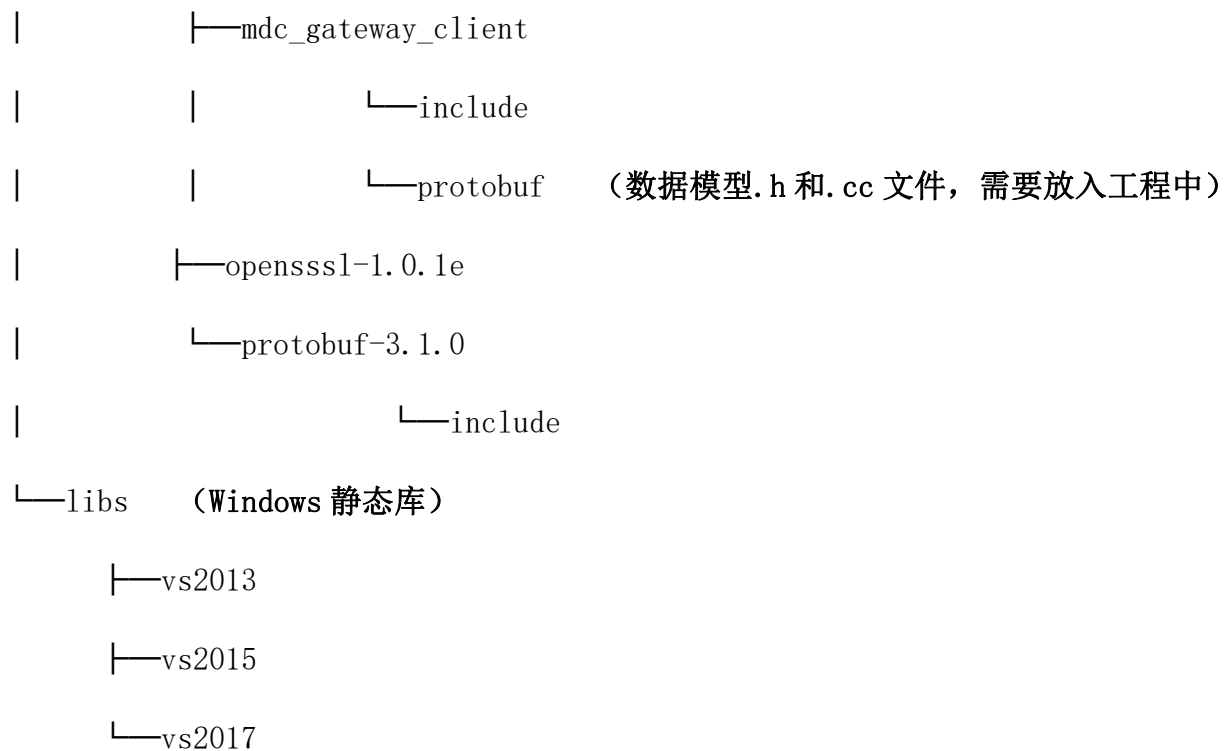 │ ├──mdc_gateway_client
│ │ └──include
│ │ └──protobuf （数据模型.h 和.cc 文件，需要放入工程中）
│ ├──opensssl-1.0.1e
│ └──protobuf-3.1.0
│ └──include
└──libs （Windows 静态库）
├──vs2013
├──vs2015
└──vs2017